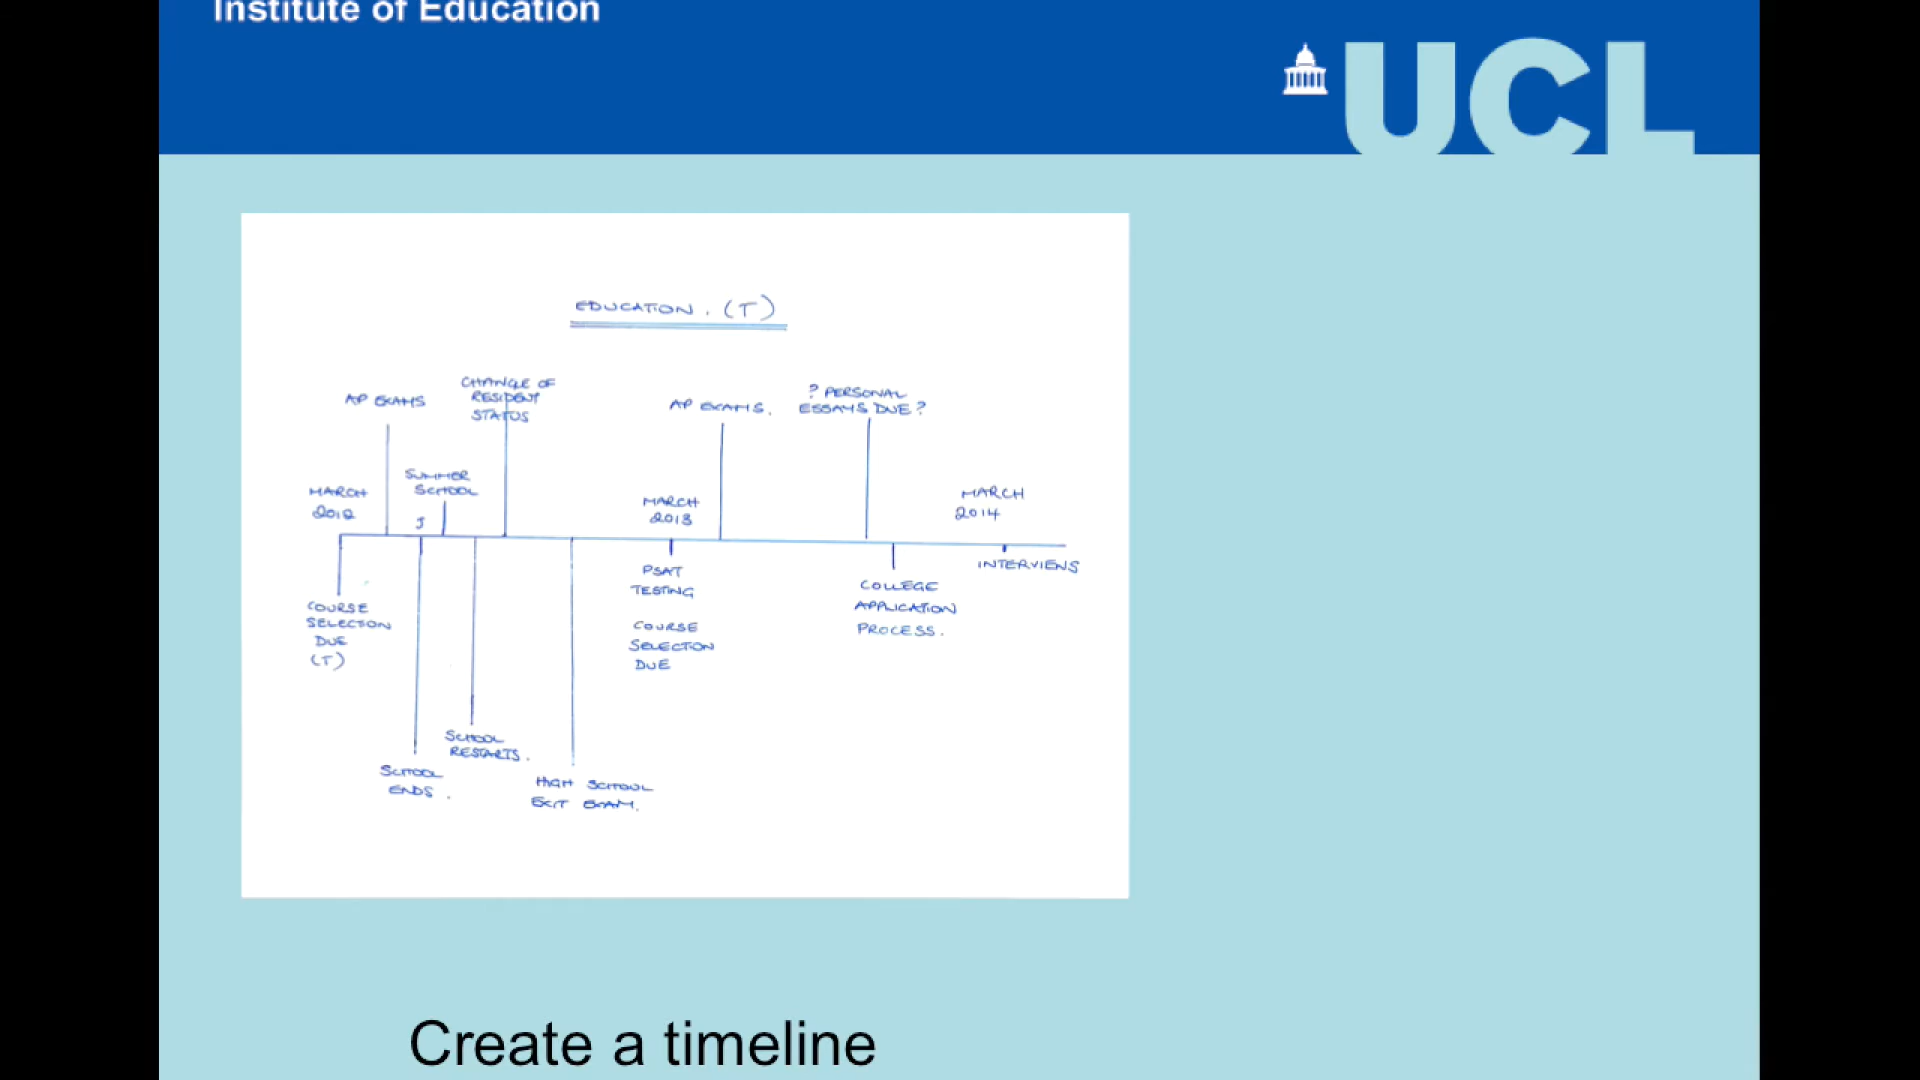 Institute of Education
UCL
EDUCATION. (T)
AP EXAMS
CHANGE OF
RESIDENT
STATUS
AP EXAMS.
? PERSONAL
ESSAYS DUE?
SUMMER
SCHOOL
MARCH
2012
J
MARCH
2013
MARCH
2014
COURSE
SELECTION
DUE
(T)
PSAT
TESTING
COURSE
SELECTION
DUE
COLLEGE
APPLICATION
PROCESS.
INTERVIENS
SCHOOL
RESTARTS.
SCHOOL
ENDS.
HIGH SCHOOL
EXIT EXAM.
Create a timeline